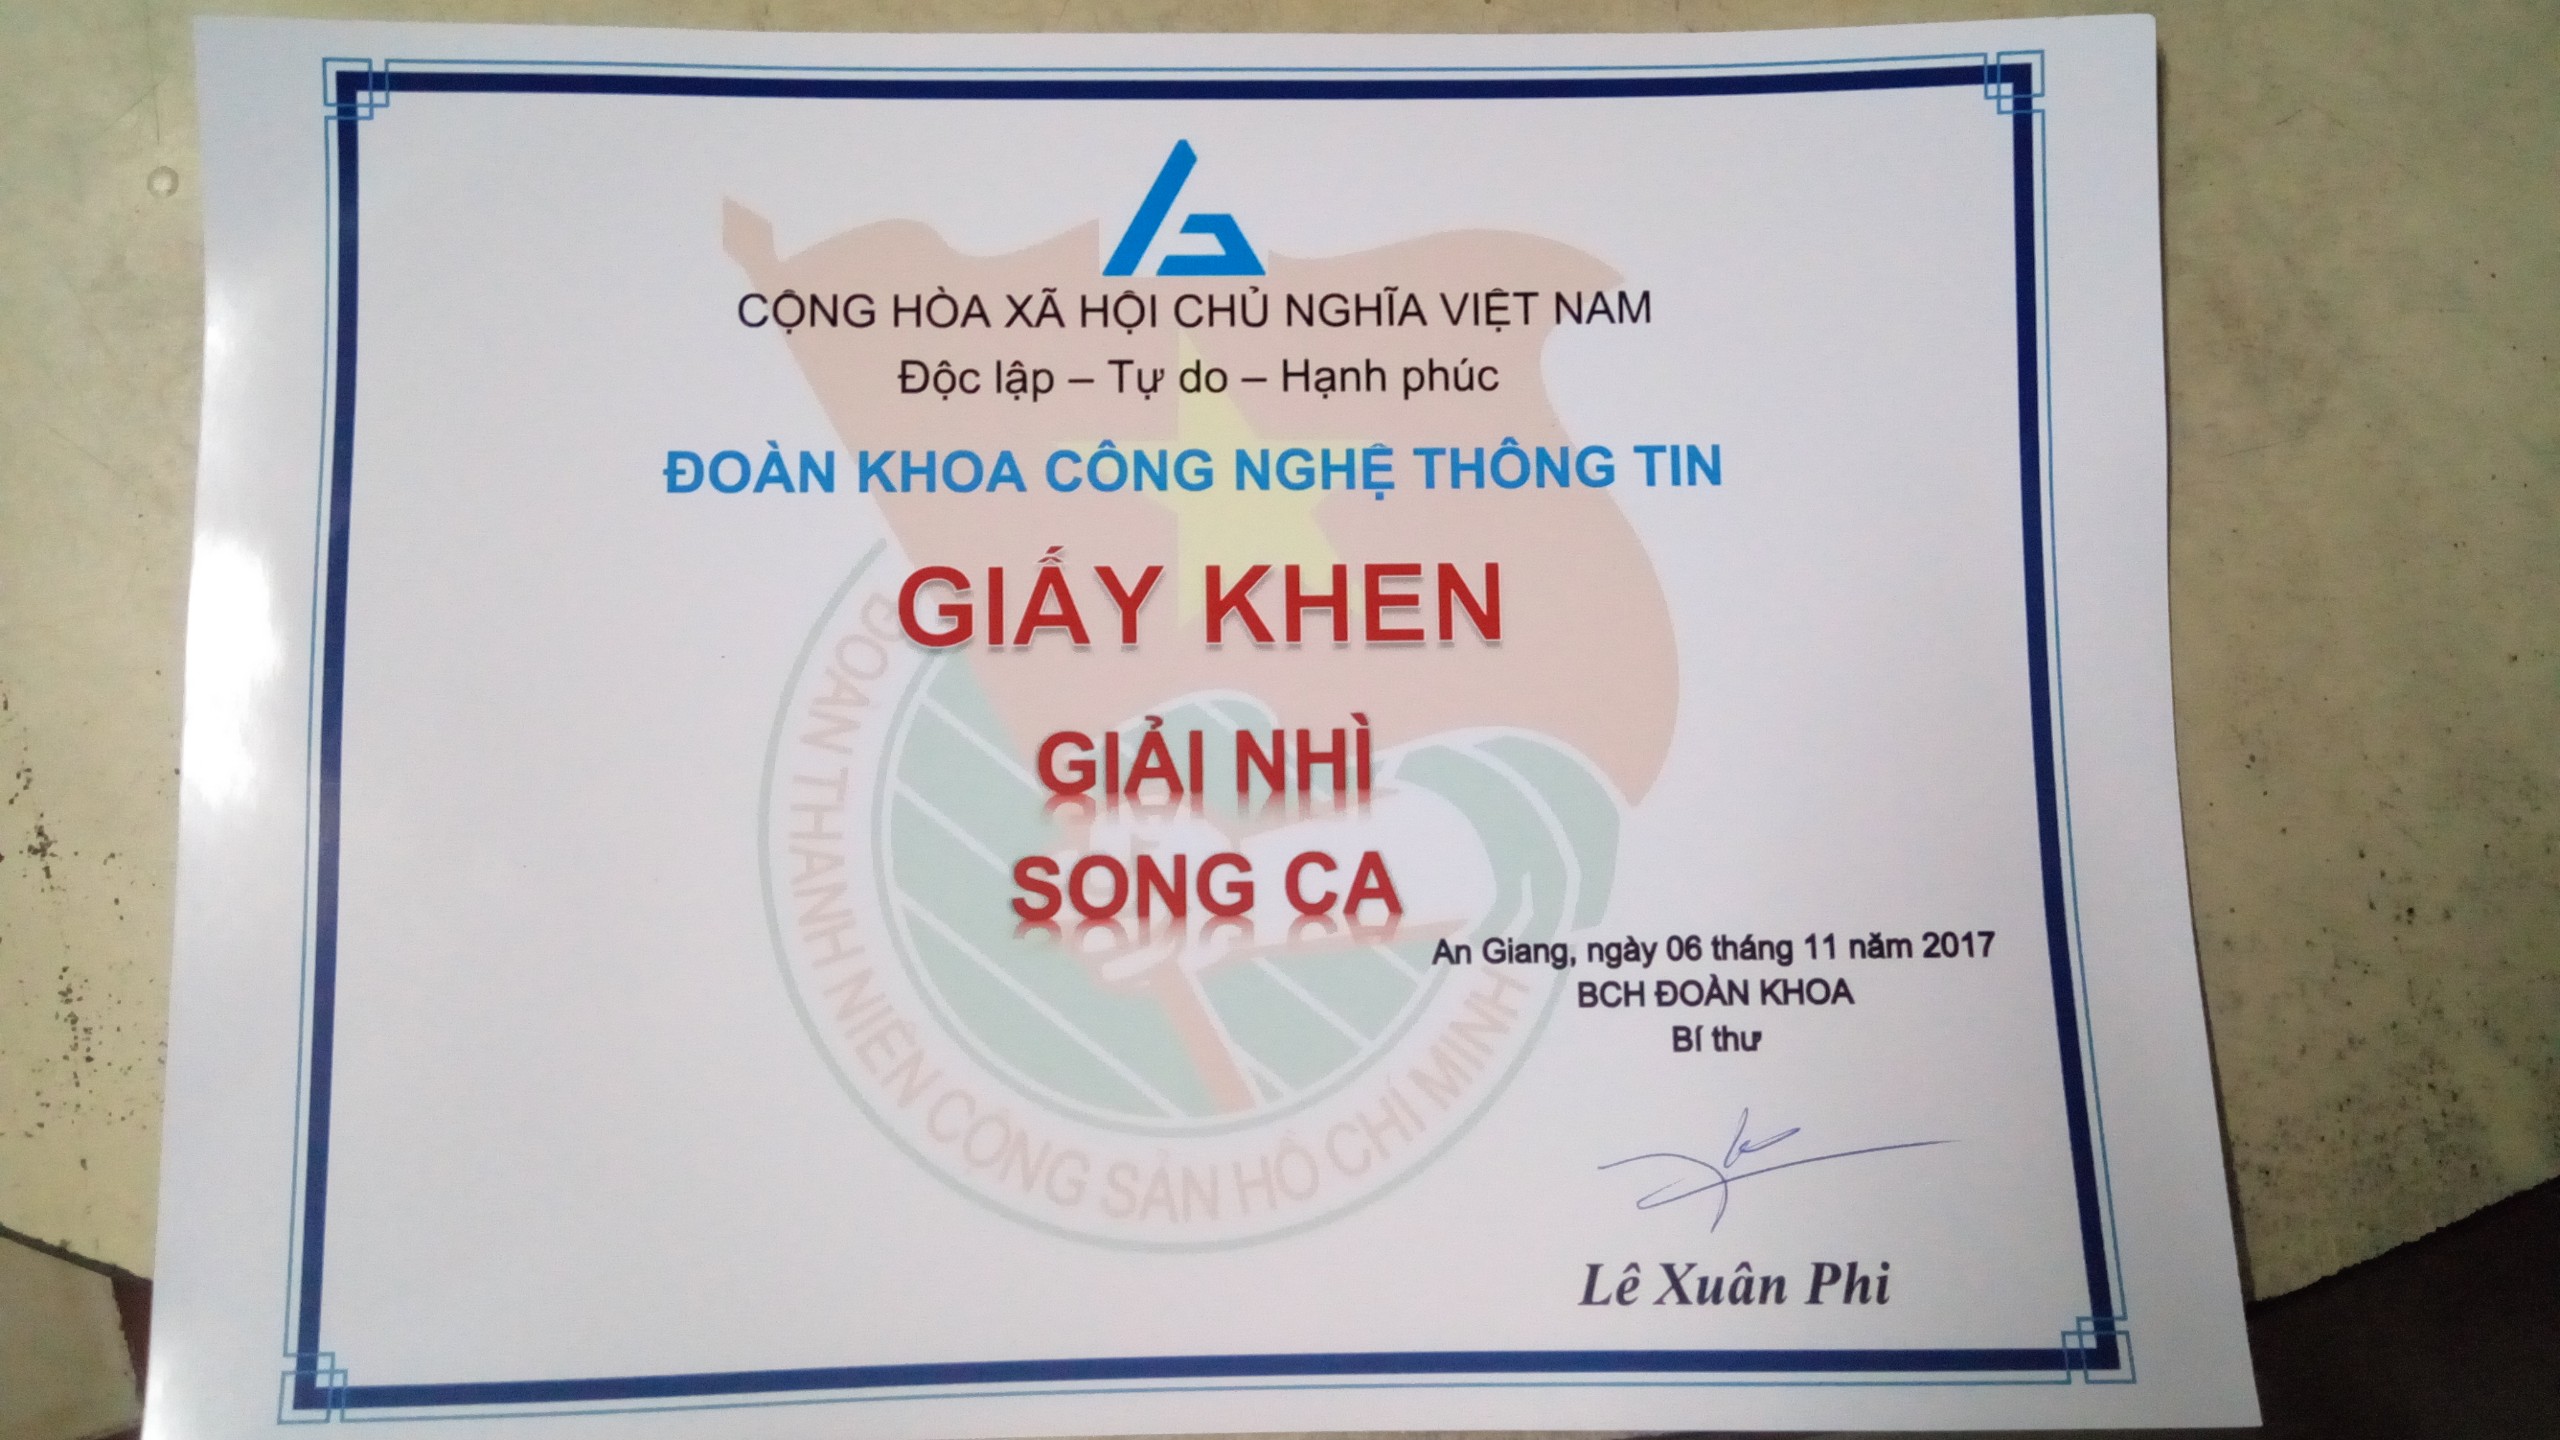 CỘNG HÒA XÃ HỘI CHỦ NGHĨA VIỆT NAM
Độc lập – Tự do – Hạnh phúc
ĐOÀN KHOA CÔNG NGHỆ THÔNG TIN
GIẤY KHEN
GIẢI NHÌ
SONG CA
An Giang, ngày 06 tháng 11 năm 2017
BCH ĐOÀN KHOA
Bí thư
Lê Xuân Phi
ĐOÀN THANH NIÊN CỘNG SẢN HỒ CHÍ MINH